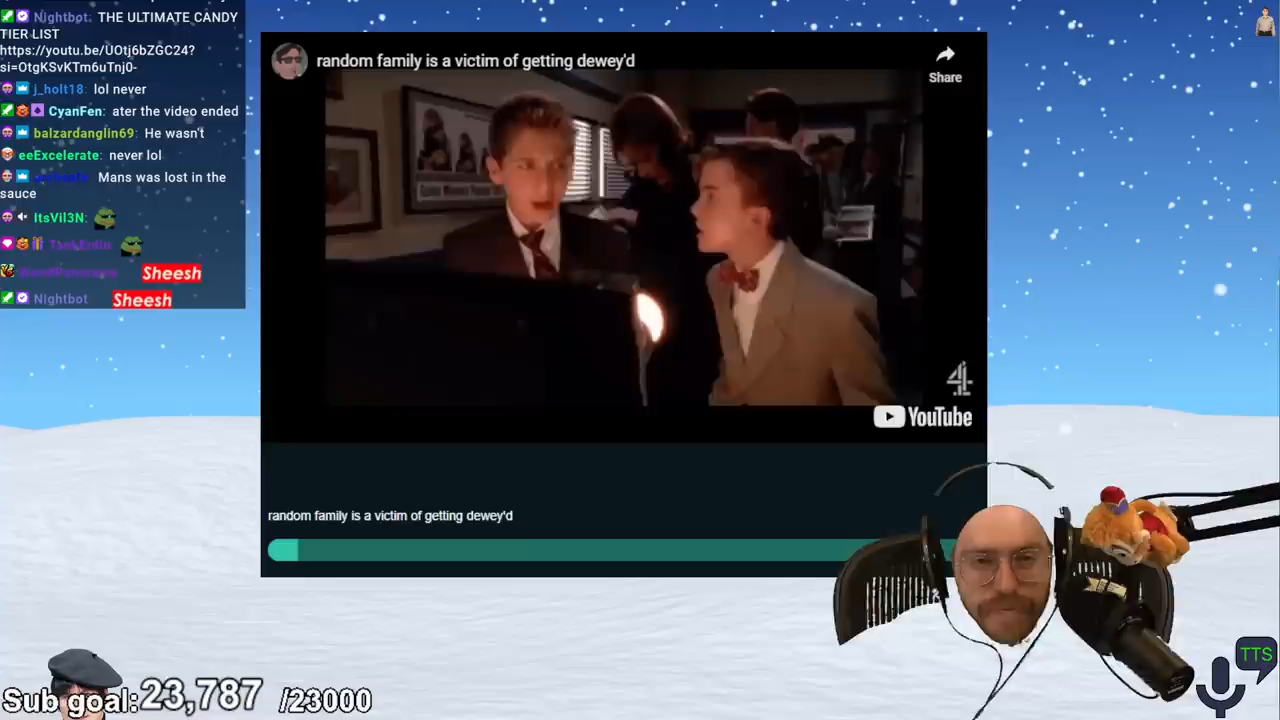 Nightbot: THE ULTIMATE CANDY
TIER LIST
https://youtu.be/UOtj6bZGC24?
si=OtgKSvKTm6uTnj0-
j_holt18: lol never
CyanFen: ater the video ended
balzardanglin69: He wasn't
eeExcelerate: never lol
Mans was lost in the
sauce
ItsVil3N:
Sheesh
Nightbot Sheesh
random family is a victim of getting dewey'd
Share
4
YouTube
random family is a victim of getting dewey'd
TTS
Sub goal: 23,787 /23000